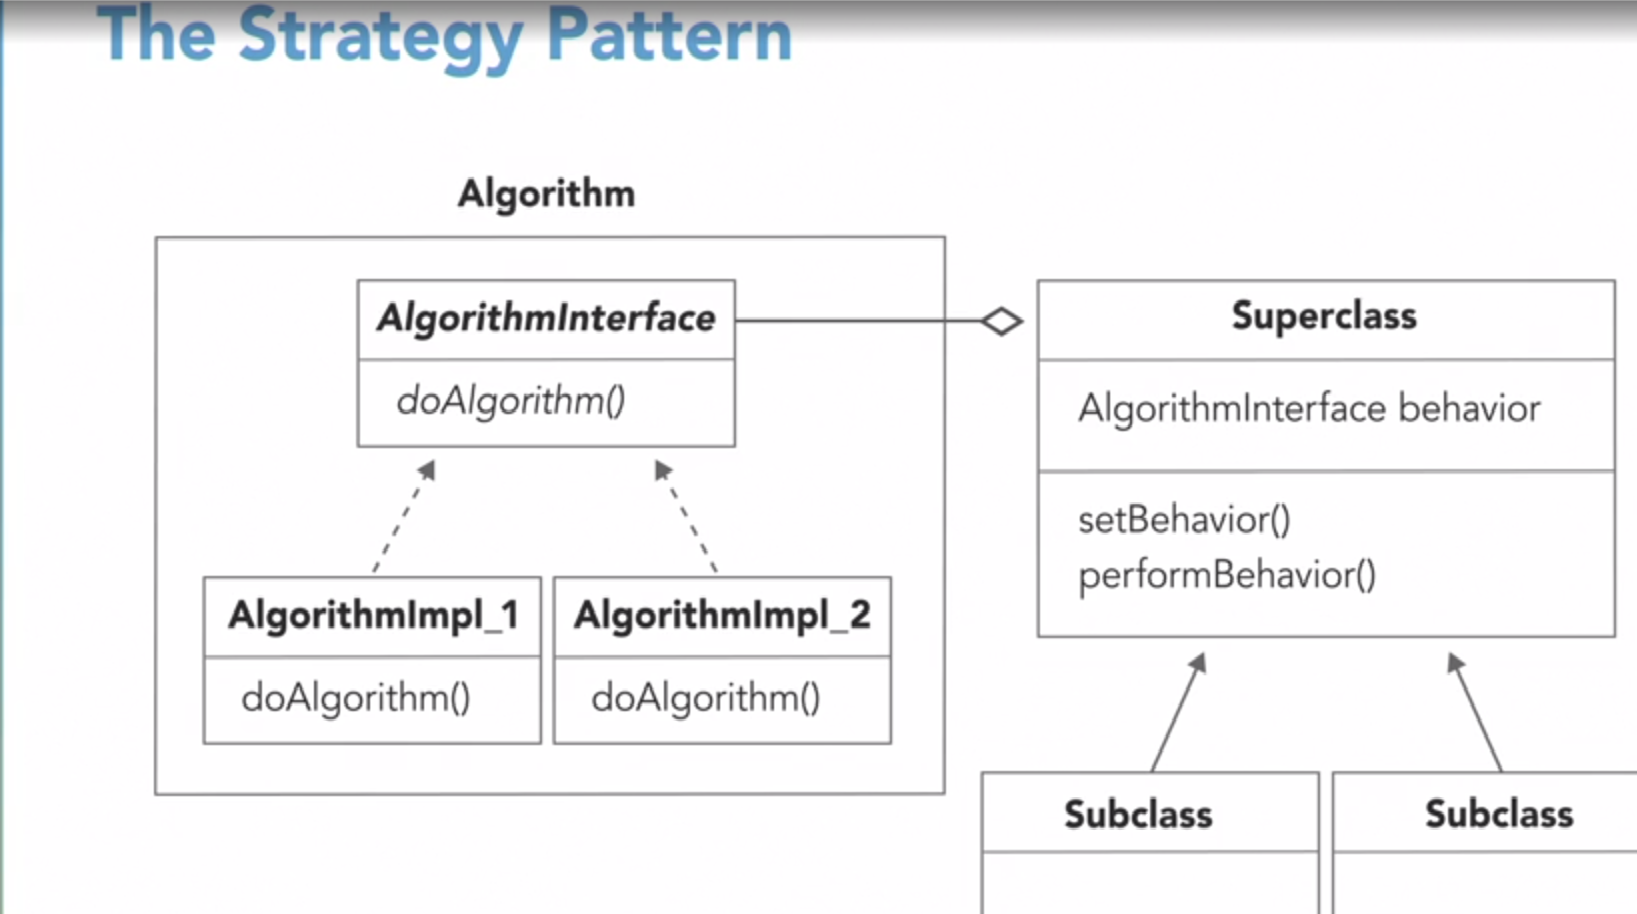 The Strategy Pattern
Algorithm
AlgorithmInterface
doAlgorithm()
AlgorithmImpl_1
doAlgorithm()
AlgorithmImpl_2
doAlgorithm()
Superclass
AlgorithmInterface behavior
setBehavior()
performBehavior()
Subclass
Subclass